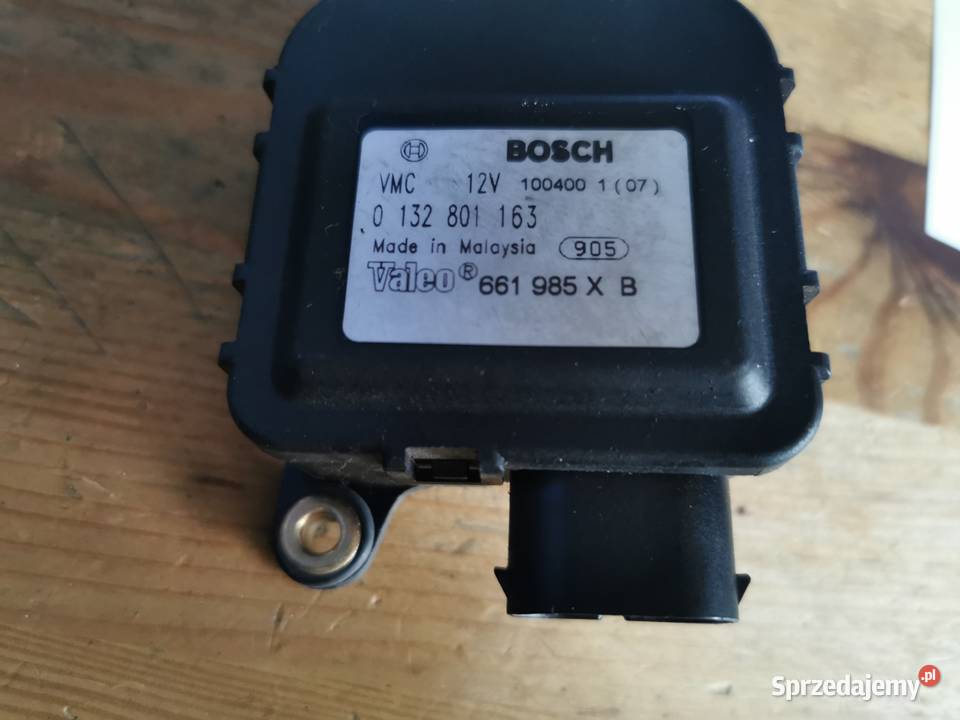 BOSCH
VMC 12V 100400 1 (07)
0 132 801 163
Made in Malaysia 905
Valeo® 661 985 X B
Sprzedajemy.pl